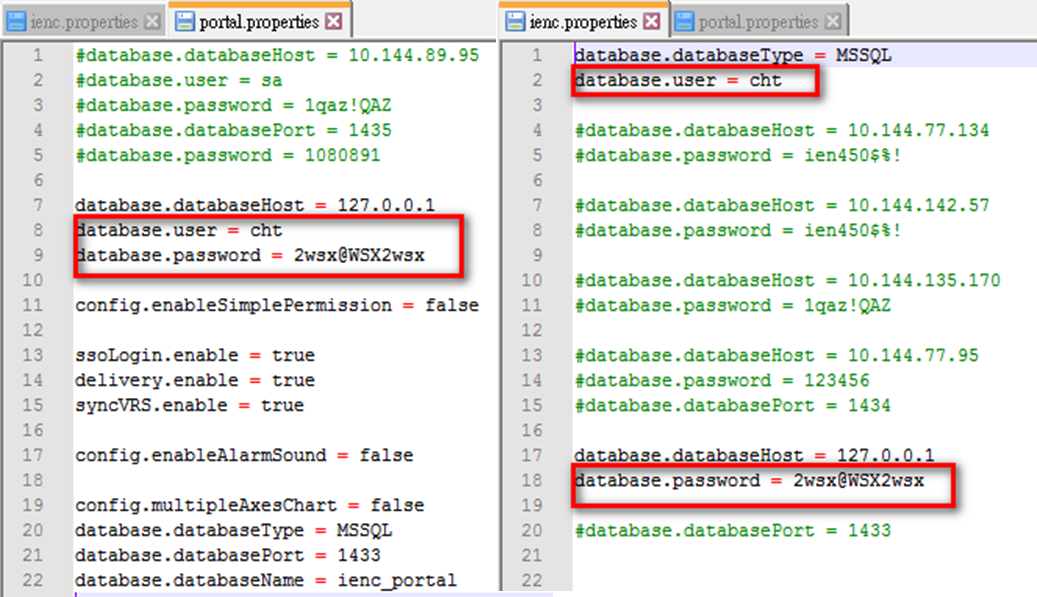 ienc.properties portal.properties
1 #database.databaseHost = 10.144.89.95
2 #database.user = sa
3 #database.password = 1qaz!QAZ
4 #database.databasePort = 1435
5 #database.password = 1080891
6
7 database.databaseHost = 127.0.0.1
8 database.user = cht
9 database.password = 2wsx@WSX2wsx
10
11 config.enableSimplePermission = false
12
13 ssoLogin.enable = true
14 delivery.enable = true
15 syncVRS.enable = true
16
17 config.enableAlarmSound = false
18
19 config.multipleAxesChart = false
20 database.databaseType = MSSQL
21 database.databasePort = 1433
22 database.databaseName = ienc_portal
ienc.properties portal.properties
1 database.databaseType = MSSQL
2 database.user = cht
3
4 #database.databaseHost = 10.144.77.134
5 #database.password = ien450$%!
6
7 #database.databaseHost = 10.144.142.57
8 #database.password = ien450$%!
9
10 #database.databaseHost = 10.144.135.170
11 #database.password = 1qaz!QAZ
12
13 #database.databaseHost = 10.144.77.95
14 #database.password = 123456
15 #database.databasePort = 1434
16
17 database.databaseHost = 127.0.0.1
18 database.password = 2wsx@WSX2wsx
19
20 #database.databasePort = 1433
21
22